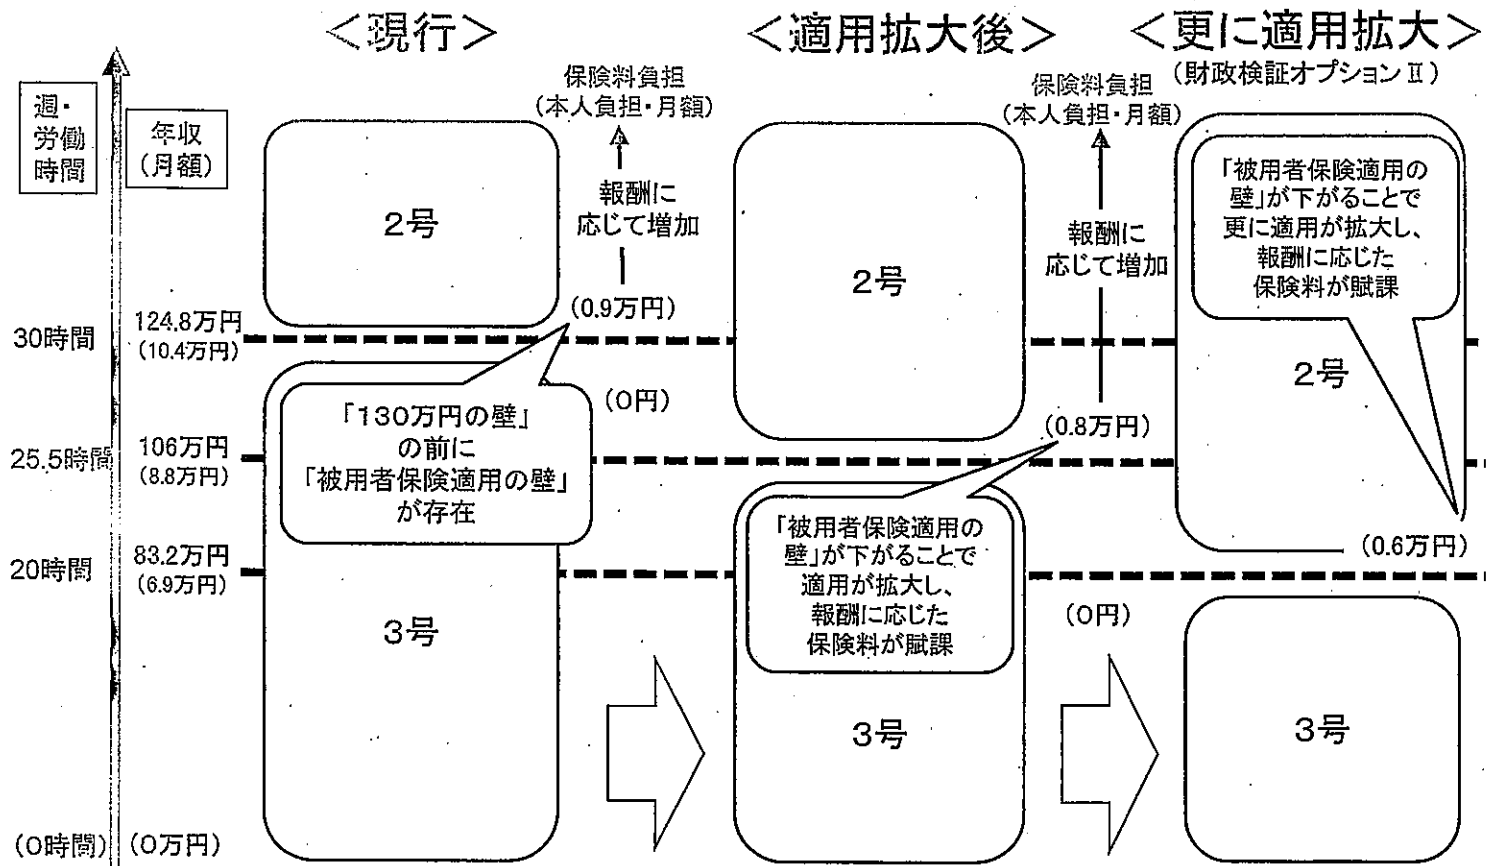 ＜現行＞
＜適用拡大後＞
＜更に適用拡大＞
（財政検証オプションⅡ）
週・
労働
時間
年収
（月額）
保険料負担
（本人負担・月額）
保険料負担
（本人負担・月額）
2号
報酬に
応じて増加
（0.9万円）
2号
報酬に
応じて増加
「被用者保険適用の
壁」が下がることで
更に適用が拡大し、
報酬に応じた
保険料が賦課
2号
30時間
124.8万円
（10.4万円）
「130万円の壁」
の前に
「被用者保険適用の壁」
が存在
（0円）
（0.8万円）
25.5時間
106万円
（8.8万円）
「被用者保険適用の
壁」が下がることで
適用が拡大し、
報酬に応じた
保険料が賦課
（0.6万円）
20時間
83.2万円
（6.9万円）
3号
（0円）
3号
3号
（0時間）
（0万円）